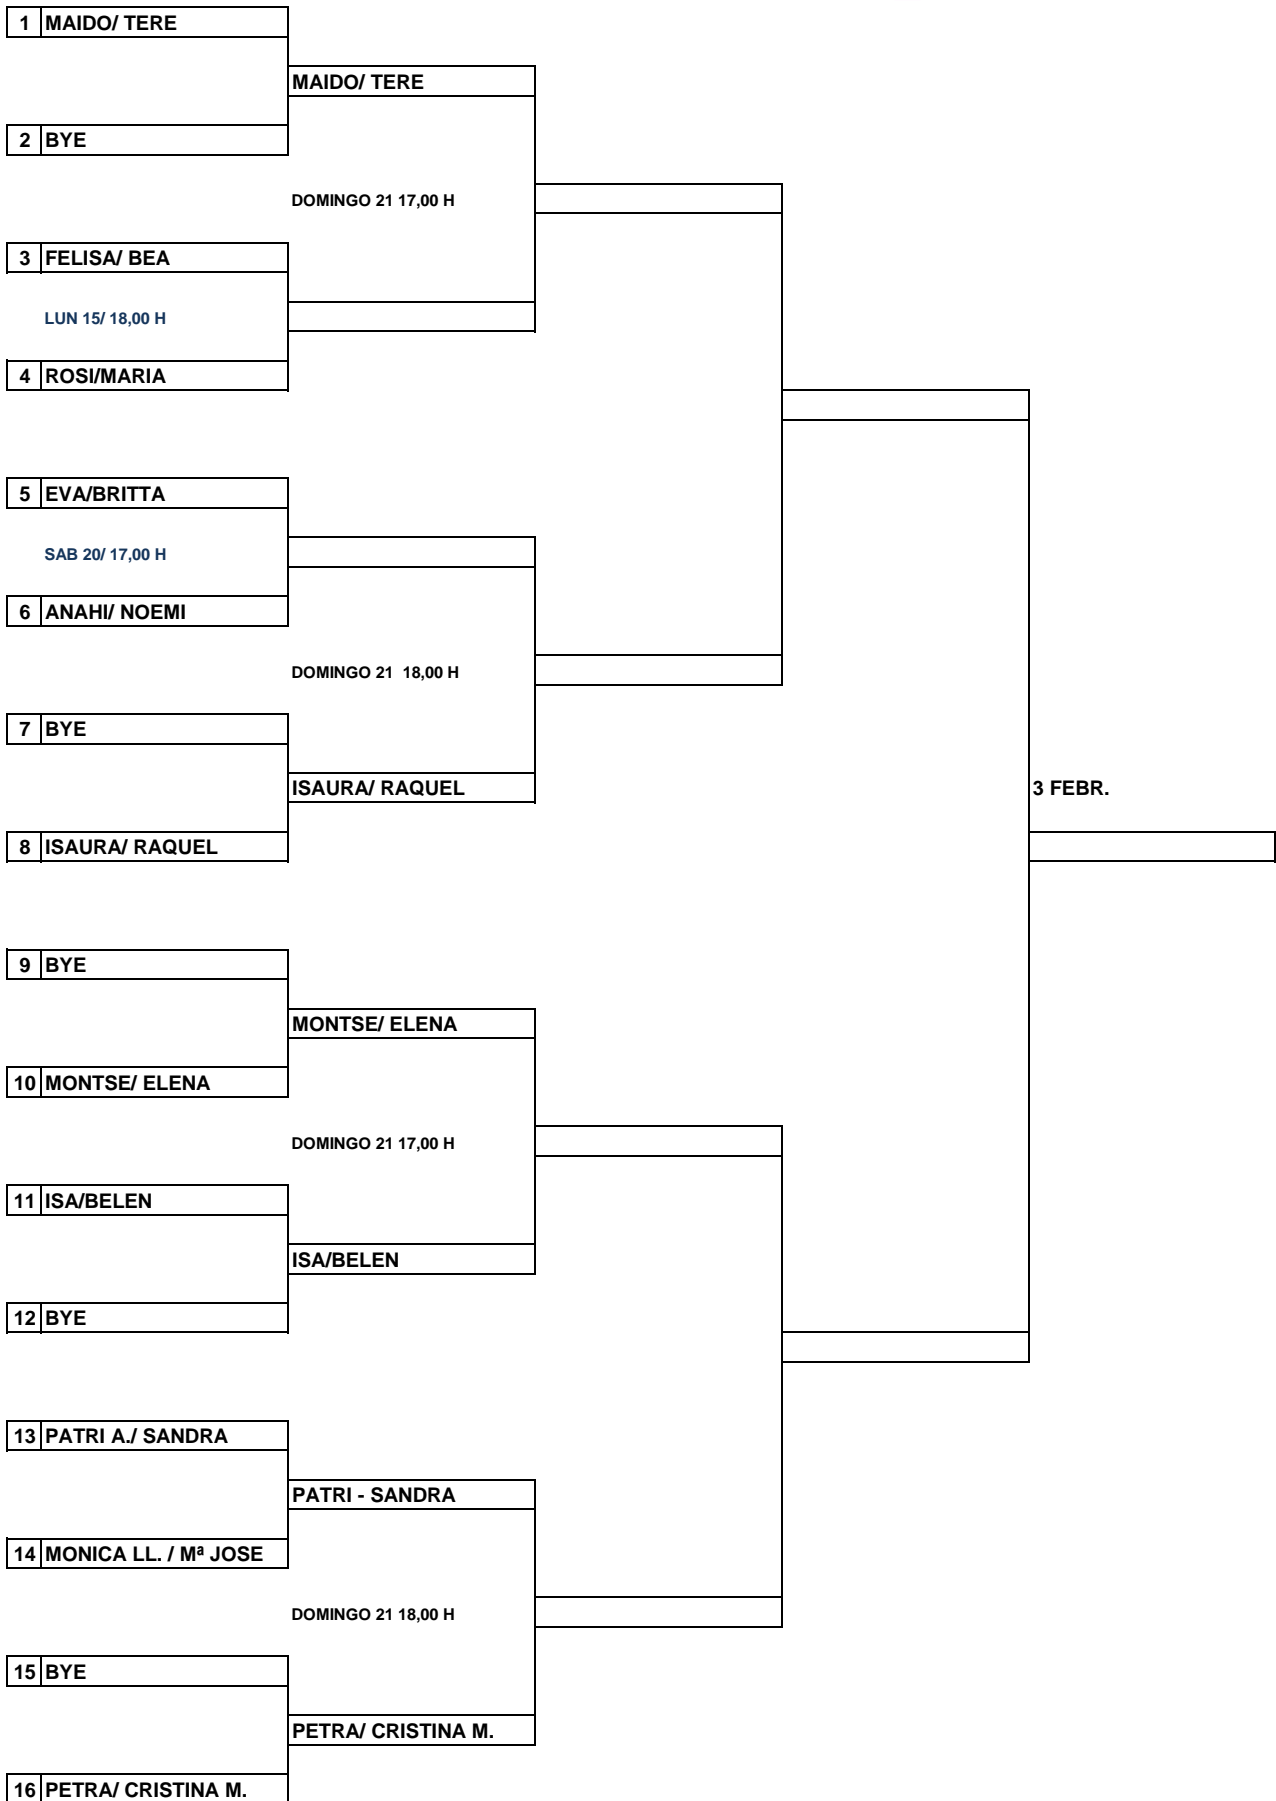 1 MAIDO/ TERE
MAIDO/ TERE
2 BYE
DOMINGO 21 17,00 H
3 FELISA/ BEA
LUN 15/ 18,00 H
4 ROSI/MARIA
5 EVA/BRITTA
SAB 20/ 17,00 H
6 ANAHI/ NOEMI
DOMINGO 21  18,00 H
7 BYE
ISAURA/ RAQUEL
3 FEBR.
8 ISAURA/ RAQUEL
9 BYE
MONTSE/ ELENA
10 MONTSE/ ELENA
DOMINGO 21 17,00 H
11 ISA/BELEN
ISA/BELEN
12 BYE
13 PATRI A./ SANDRA
PATRI - SANDRA
14 MONICA LL. / Mª JOSE
DOMINGO 21 18,00 H
15 BYE
PETRA/ CRISTINA M.
16 PETRA/ CRISTINA M.